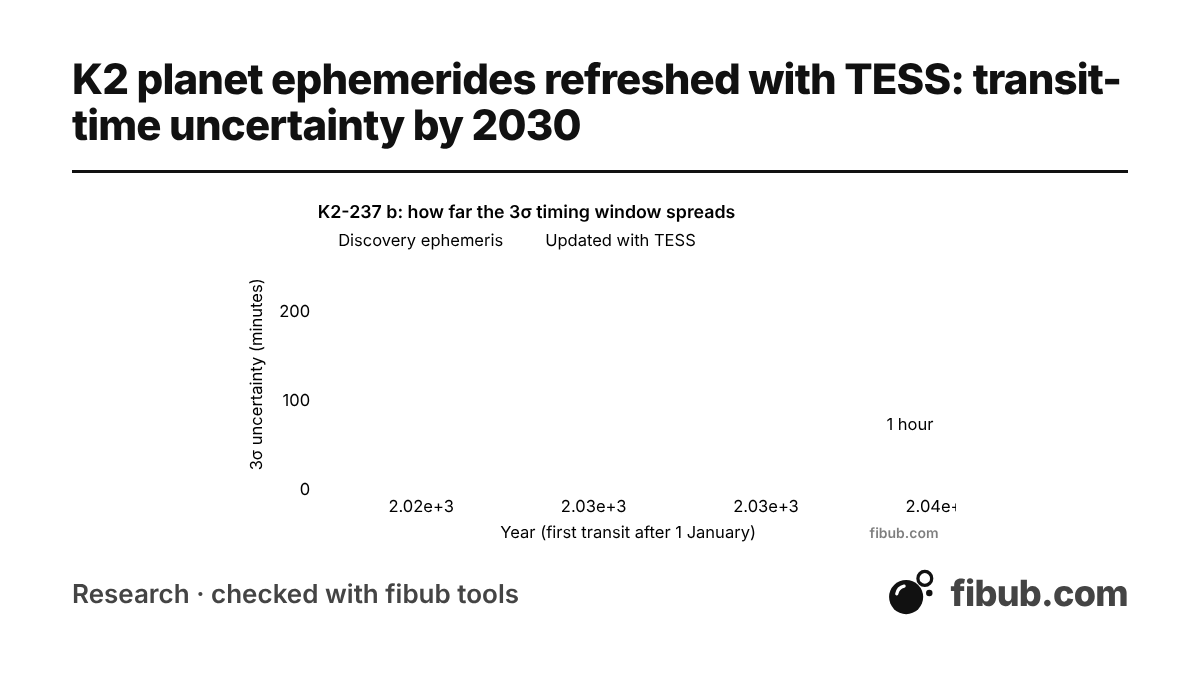 K2 planet ephemerides refreshed with TESS: transit-
time uncertainty by 2030
K2-237 b: how far the 3σ timing window spreads
Discovery ephemeris
Updated with TESS
3σ uncertainty (minutes)
200
100
0
1 hour
2.02e+3
2.03e+3
2.03e+3
2.04e+
Year (first transit after 1 January)
fibub.com
Research · checked with fibub tools
fibub.com